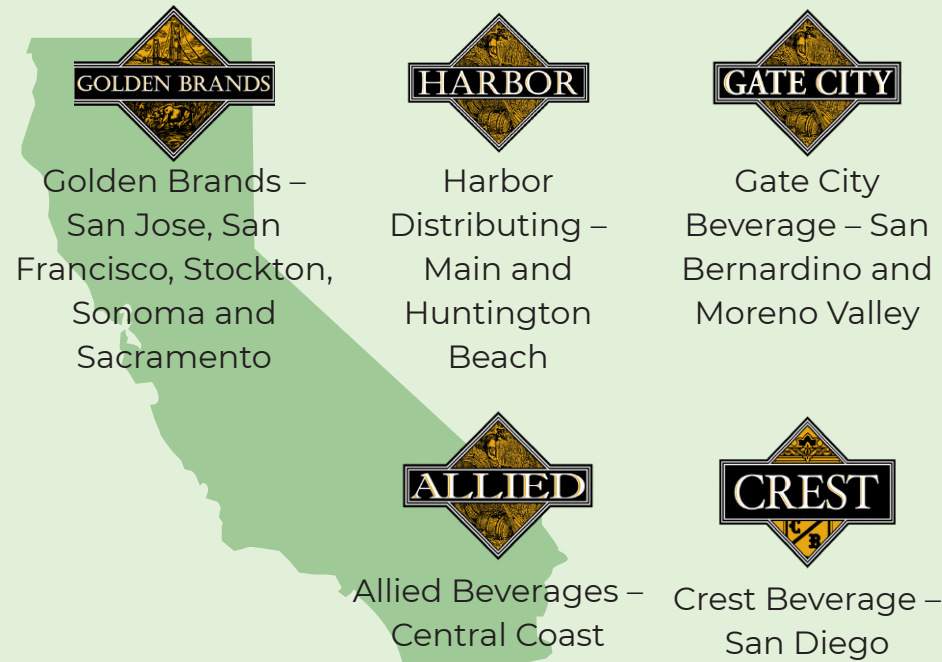 GOLDEN BRANDS
Golden Brands –
San Jose, San
Francisco, Stockton,
Sonoma and
Sacramento
HARBOR
Harbor
Distributing –
Main and
Huntington
Beach
GATE CITY
Gate City
Beverage – San
Bernardino and
Moreno Valley
ALLIED
Allied Beverages –
Central Coast
CREST
C
B
Crest Beverage –
San Diego